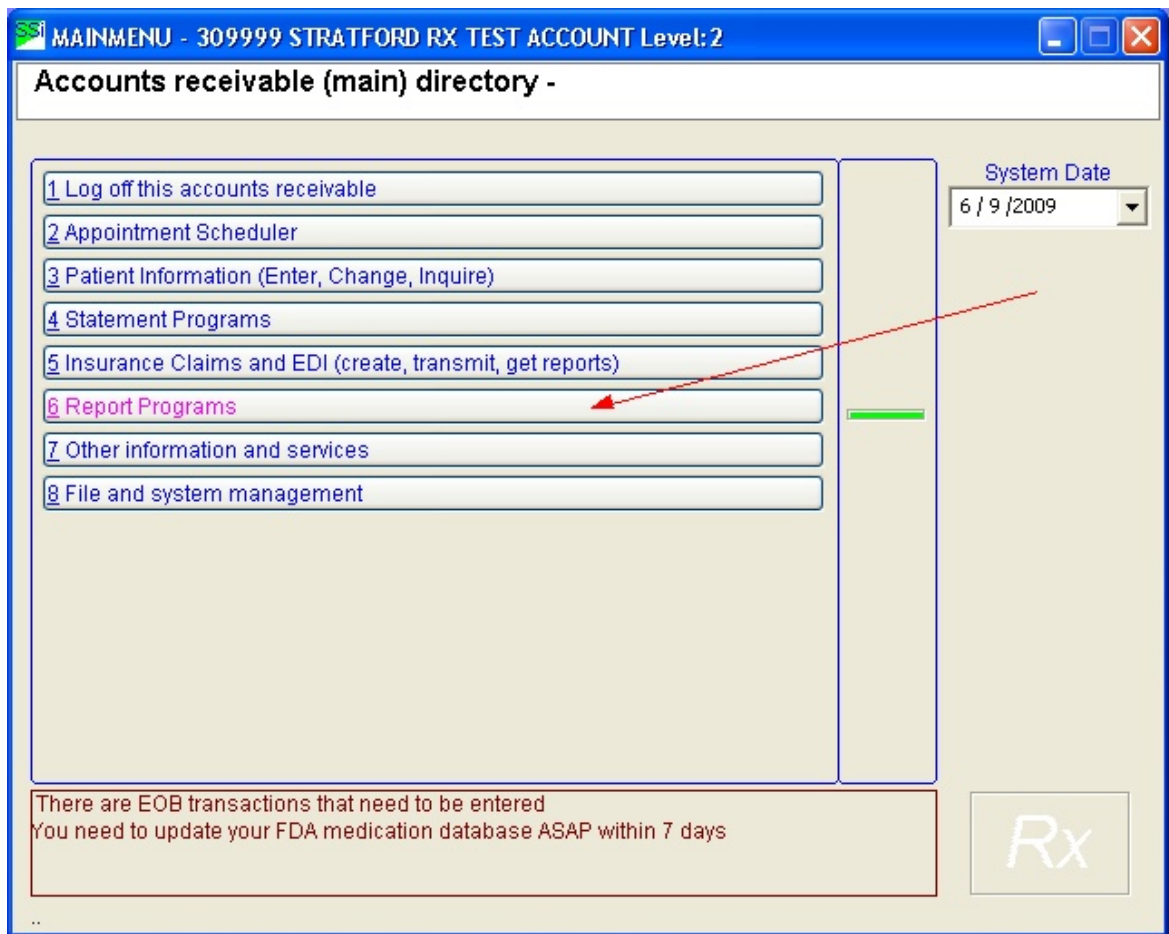 SSi MAINMENU - 309999 STRATFORD RX TEST ACCOUNT Level:2
Accounts receivable (main) directory -
System Date
6 / 9 /2009
1 Log off this accounts receivable
2 Appointment Scheduler
3 Patient Information (Enter, Change, Inquire)
4 Statement Programs
5 Insurance Claims and EDI (create, transmit, get reports)
6 Report Programs
7 Other information and services
8 File and system management
There are EOB transactions that need to be entered
You need to update your FDA medication database ASAP within 7 days
Rx
..